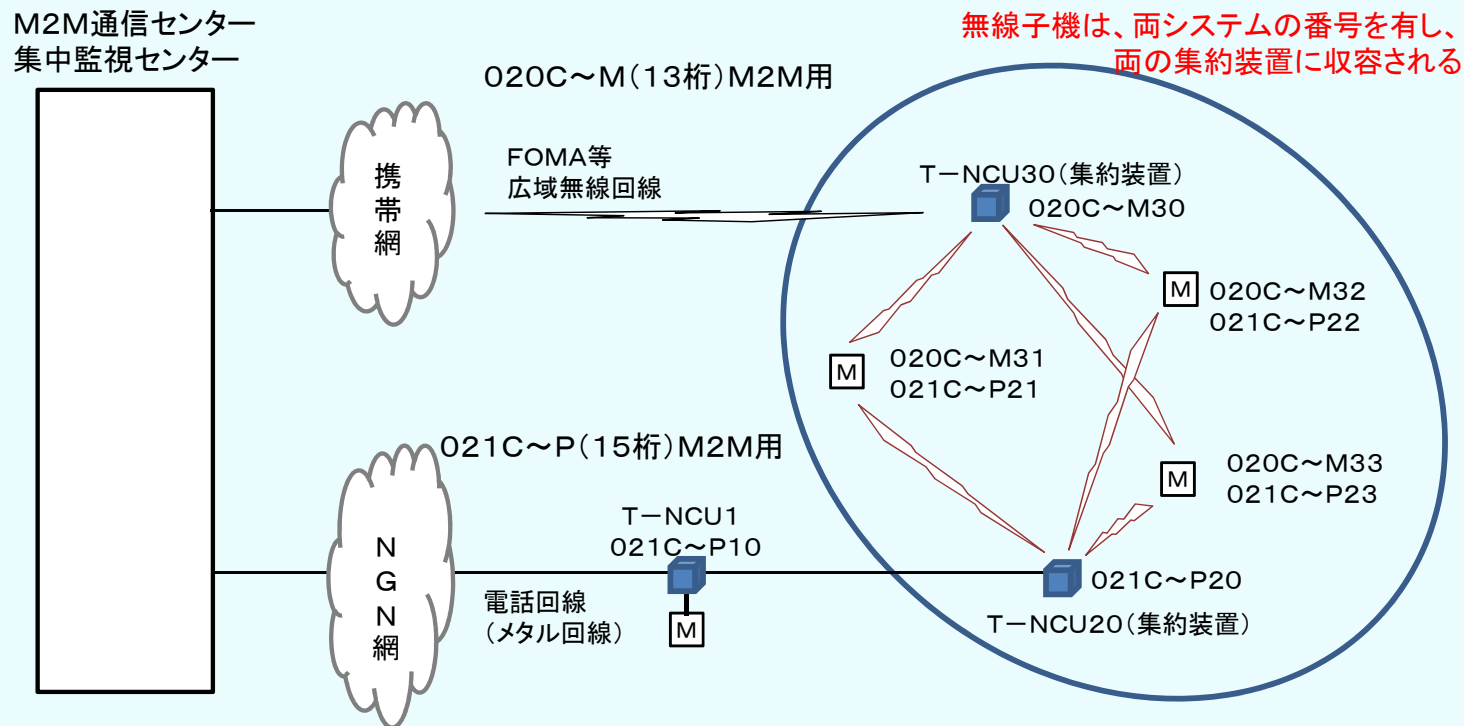 M2M通信センター
集中監視センター
無線子機は、両システムの番号を有し、
両の集約装置に収容される
020C~M(13桁)M2M用
携帯網
FOMA等
広域無線回線
T-NCU30(集約装置)
020C~M30
M
020C~M32
021C~P22
M
020C~M31
021C~P21
021C~P(15桁)M2M用
M
020C~M33
021C~P23
NGN網
T-NCU1
021C~P10
電話回線
(メタル回線)
M
021C~P20
T-NCU20(集約装置)